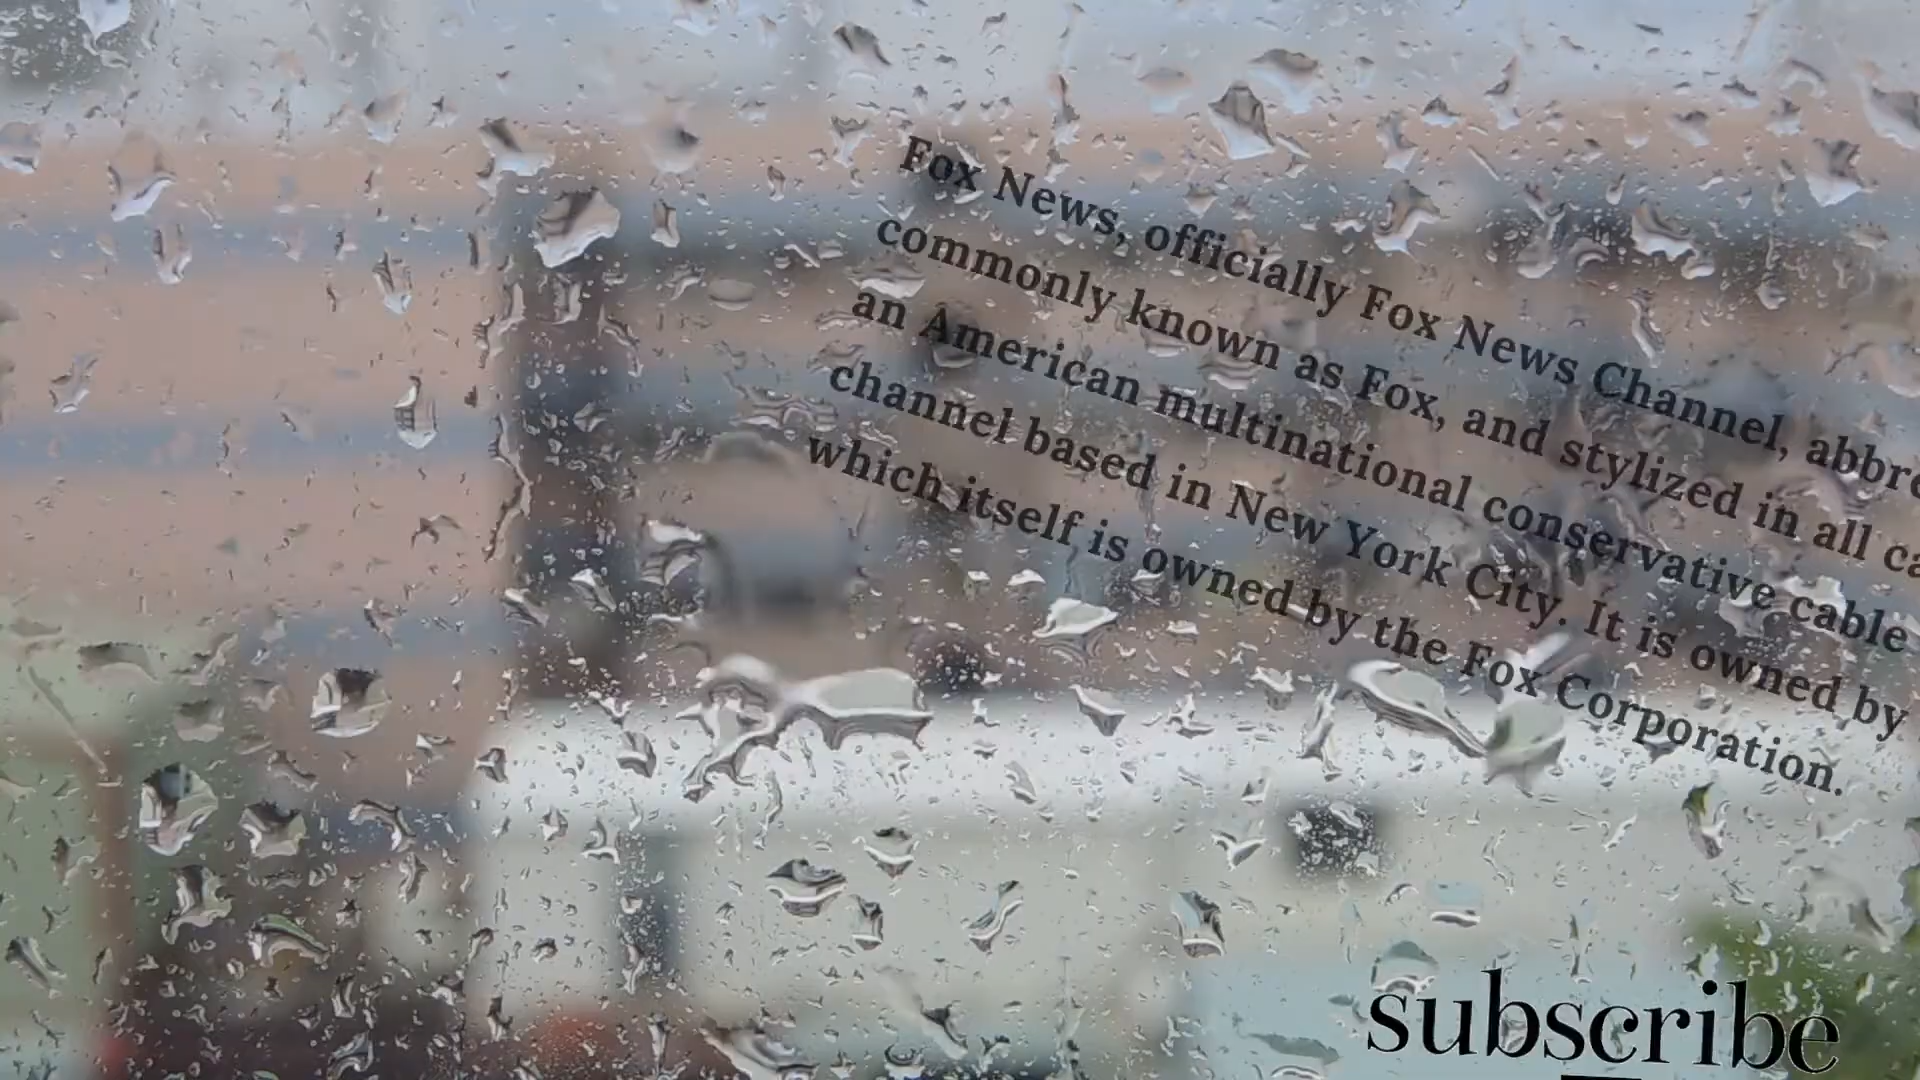 Fox News, officially Fox News Channel,
commonly known as Fox, and stylized in all
an American multinational conservative cable
channel based in New York City. It is owned by
which itself is owned by the Fox Corporation.
subscribe